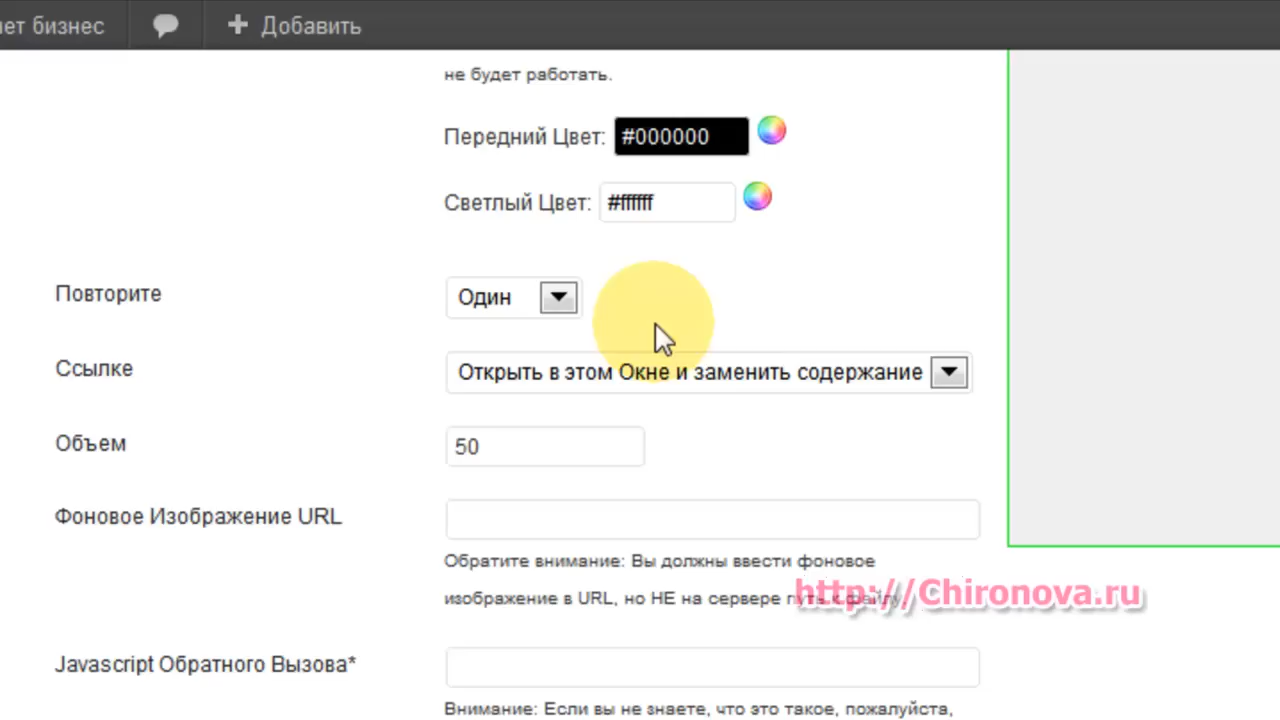 нет бизнес Добавить
не будет работать.
Передний Цвет: #000000
Светлый Цвет: #ffffff
Повторите Один
Ссылке Открыть в этом Окне и заменить содержание
Объем 50
Фоновое Изображение URL
Обратите внимание: Вы должны ввести фоновое
изображение в URL, но НЕ на сервере путь к файлу.
http://Chironova.ru
Javascript Обратного Вызова*
Внимание: Если вы не знаете, что это такое, пожалуйста,